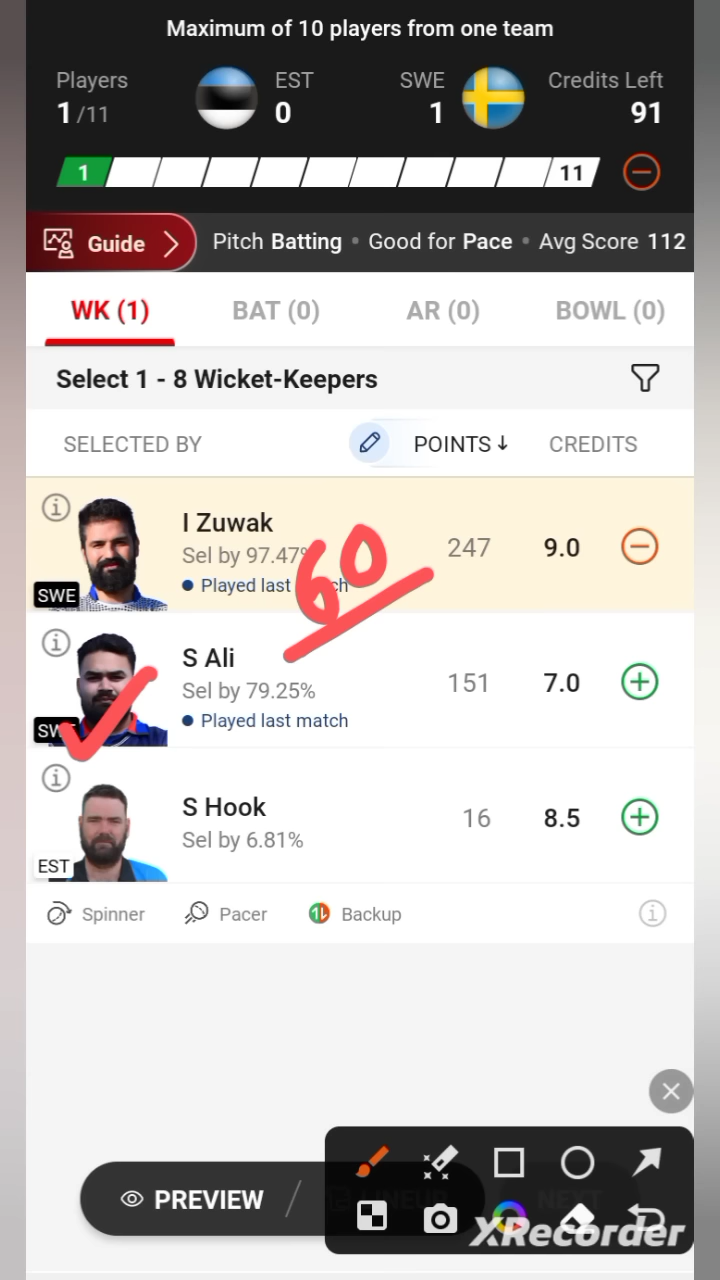 Maximum of 10 players from one team
Players EST SWE Credits Left
1/11 0 1 91
1 11
Guide Pitch Batting • Good for Pace • Avg Score 112
WK (1) BAT (0) AR (0) BOWL (0)
Select 1 - 8 Wicket-Keepers
SELECTED BY POINTS↓ CREDITS
I Zuwak
Sel by 97.47% 247 9.0
SWE • Played last
60
S Ali
Sel by 79.25% 151 7.0
• Played last match
S Hook
Sel by 6.81% 16 8.5
EST
Spinner Pacer Backup
PREVIEW / LINEUP NEXT
XRecorder